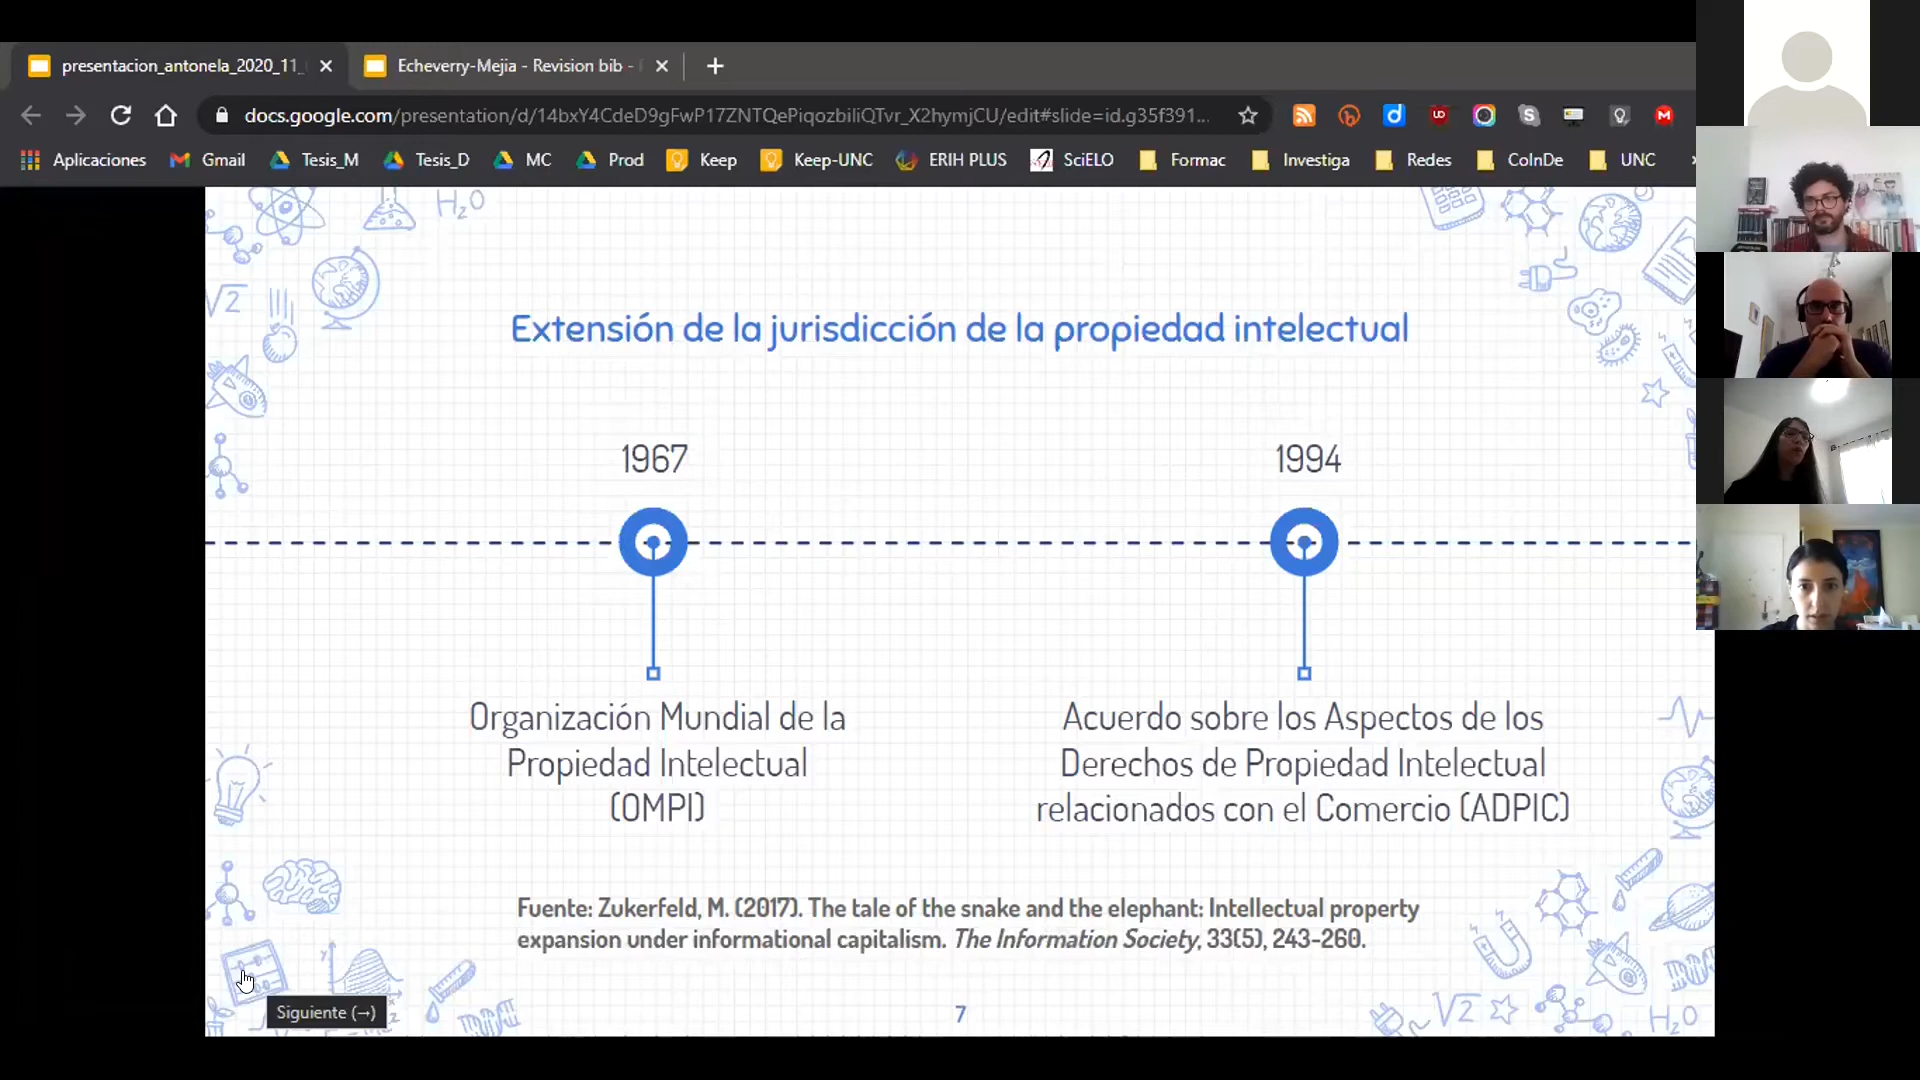 presentacion_antonela_2020_11_
Echeverry-Mejia - Revision bib -
docs.google.com/presentation/d/14bxY4CdeD9gFwP17ZNTQePiqozbiliQTvr_X2hymjCU/edit#slide=id.g35f391...
Aplicaciones Gmail Tesis_M Tesis_D MC Prod Keep Keep-UNC ERIH PLUS SciELO Formac Investiga Redes CoInDe UNC
H₂O
√2
Extensión de la jurisdicción de la propiedad intelectual
1967 1994
Organización Mundial de la
Propiedad Intelectual
(OMPI)
Acuerdo sobre los Aspectos de los
Derechos de Propiedad Intelectual
relacionados con el Comercio (ADPIC)
Fuente: Zukerfeld, M. (2017). The tale of the snake and the elephant: Intellectual property
expansion under informational capitalism. The Information Society, 33(5), 243-260.
Siguiente (→)
7
√2
H₂O